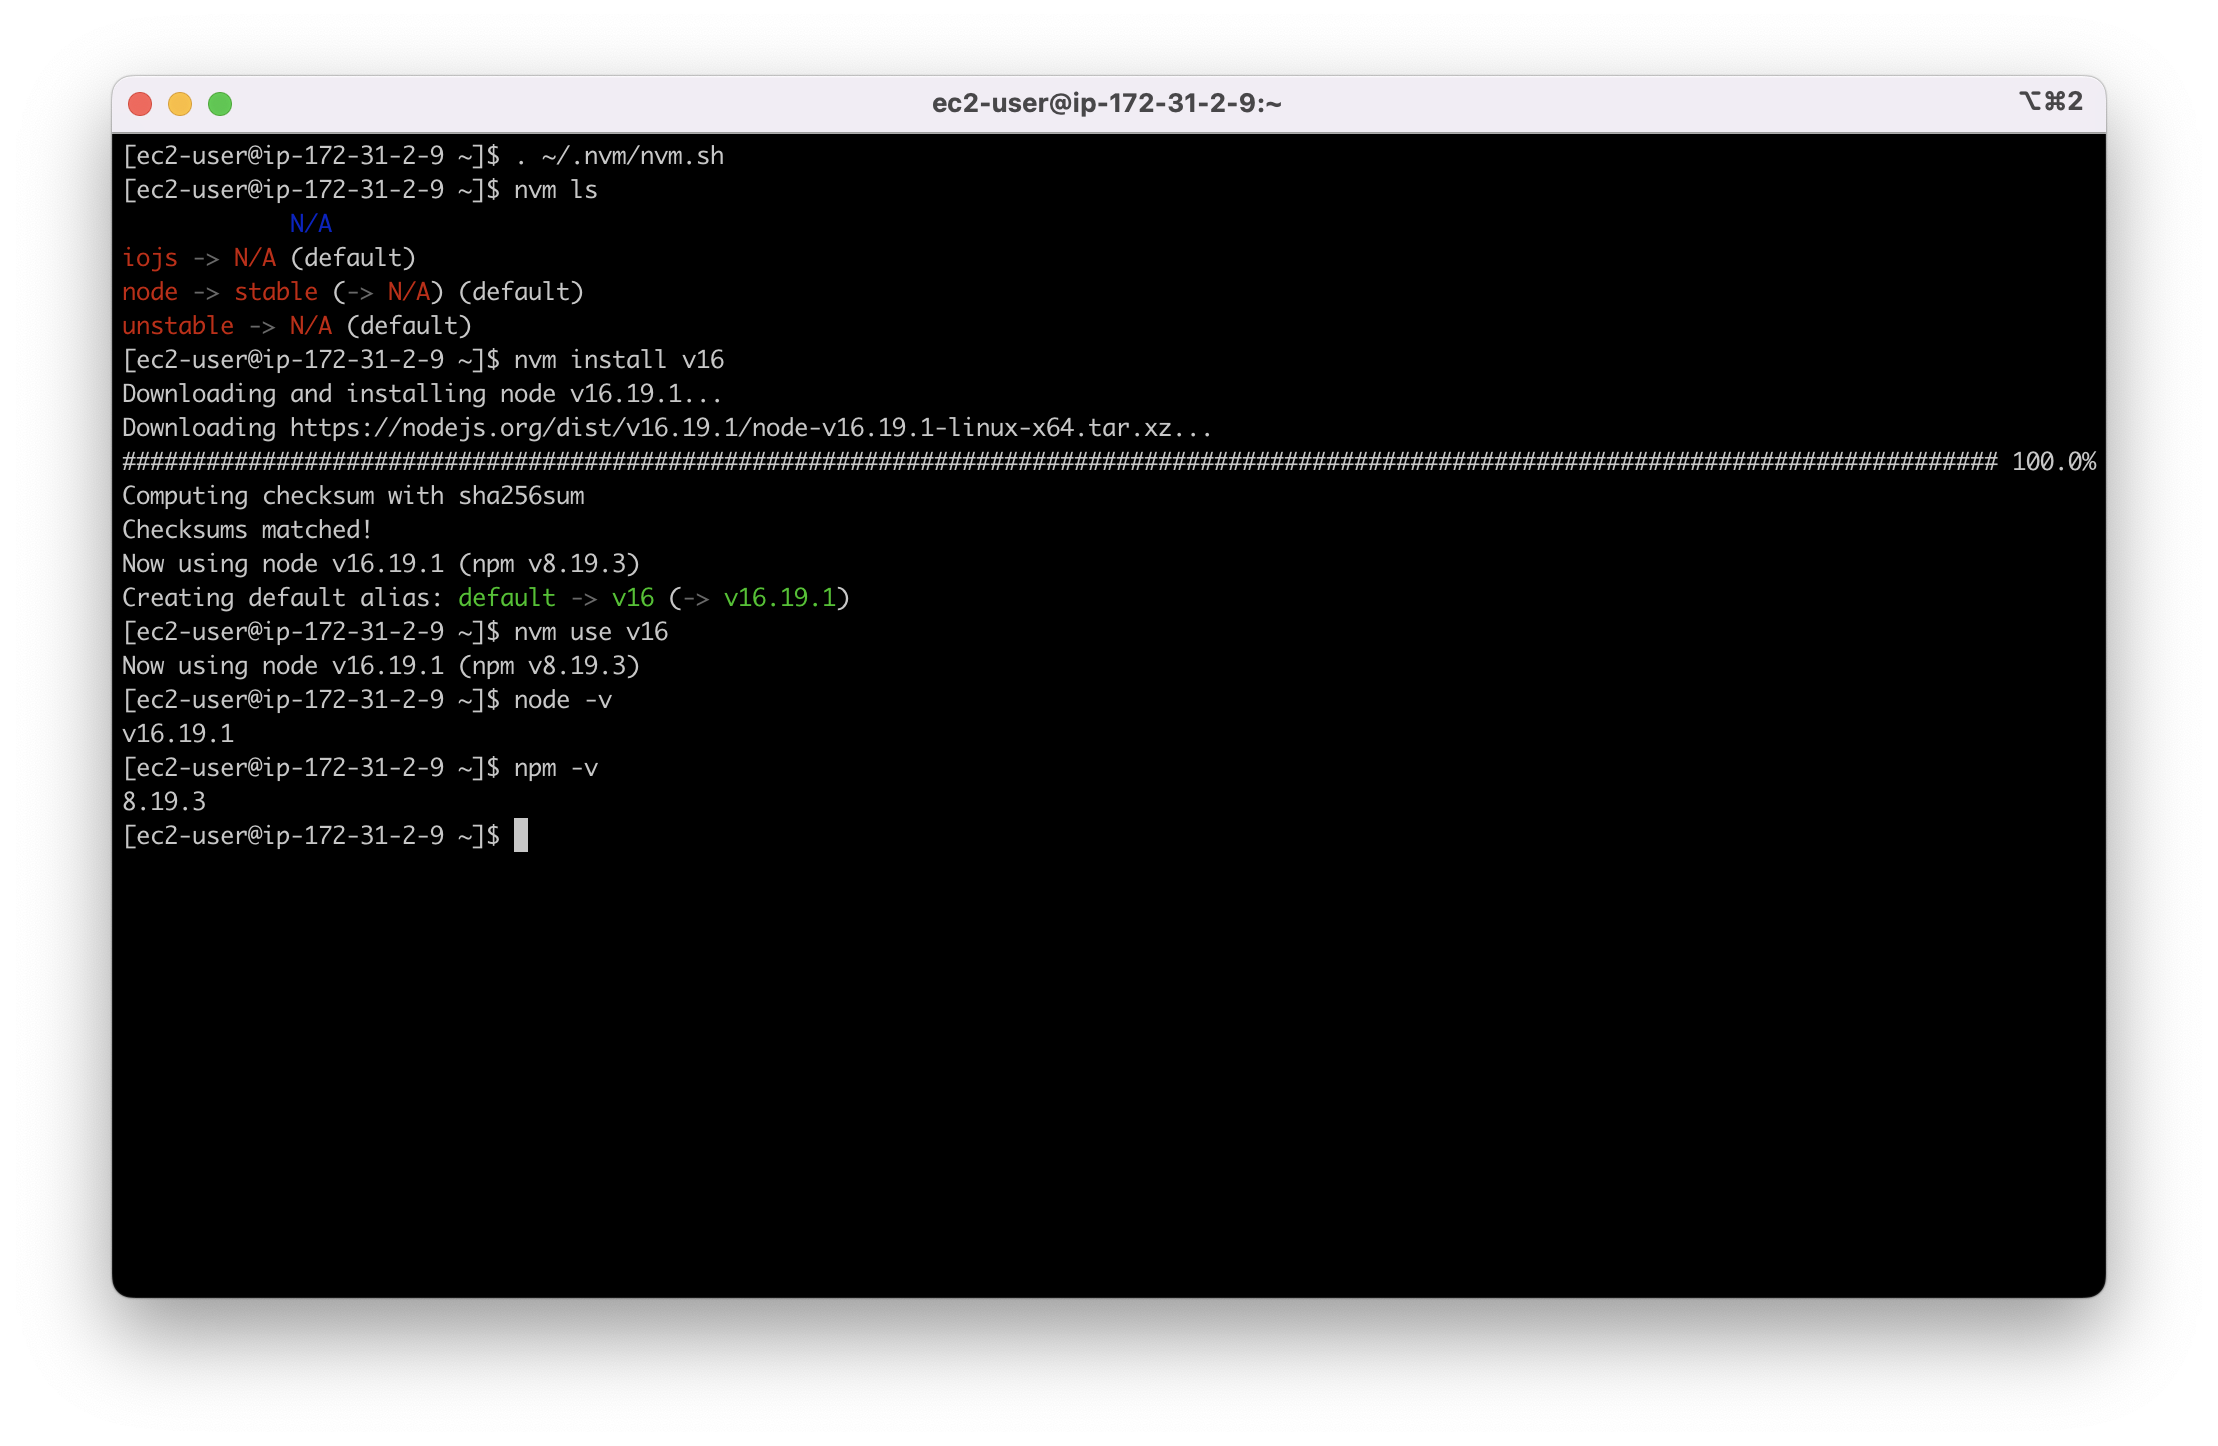 ec2-user@ip-172-31-2-9:~ ⌥⌘2
[ec2-user@ip-172-31-2-9 ~]$ . ~/.nvm/nvm.sh
[ec2-user@ip-172-31-2-9 ~]$ nvm ls
            N/A
iojs -> N/A (default)
node -> stable (-> N/A) (default)
unstable -> N/A (default)
[ec2-user@ip-172-31-2-9 ~]$ nvm install v16
Downloading and installing node v16.19.1...
Downloading https://nodejs.org/dist/v16.19.1/node-v16.19.1-linux-x64.tar.xz...
###################################################################################################################################### 100.0%
Computing checksum with sha256sum
Checksums matched!
Now using node v16.19.1 (npm v8.19.3)
Creating default alias: default -> v16 (-> v16.19.1)
[ec2-user@ip-172-31-2-9 ~]$ nvm use v16
Now using node v16.19.1 (npm v8.19.3)
[ec2-user@ip-172-31-2-9 ~]$ node -v
v16.19.1
[ec2-user@ip-172-31-2-9 ~]$ npm -v
8.19.3
[ec2-user@ip-172-31-2-9 ~]$